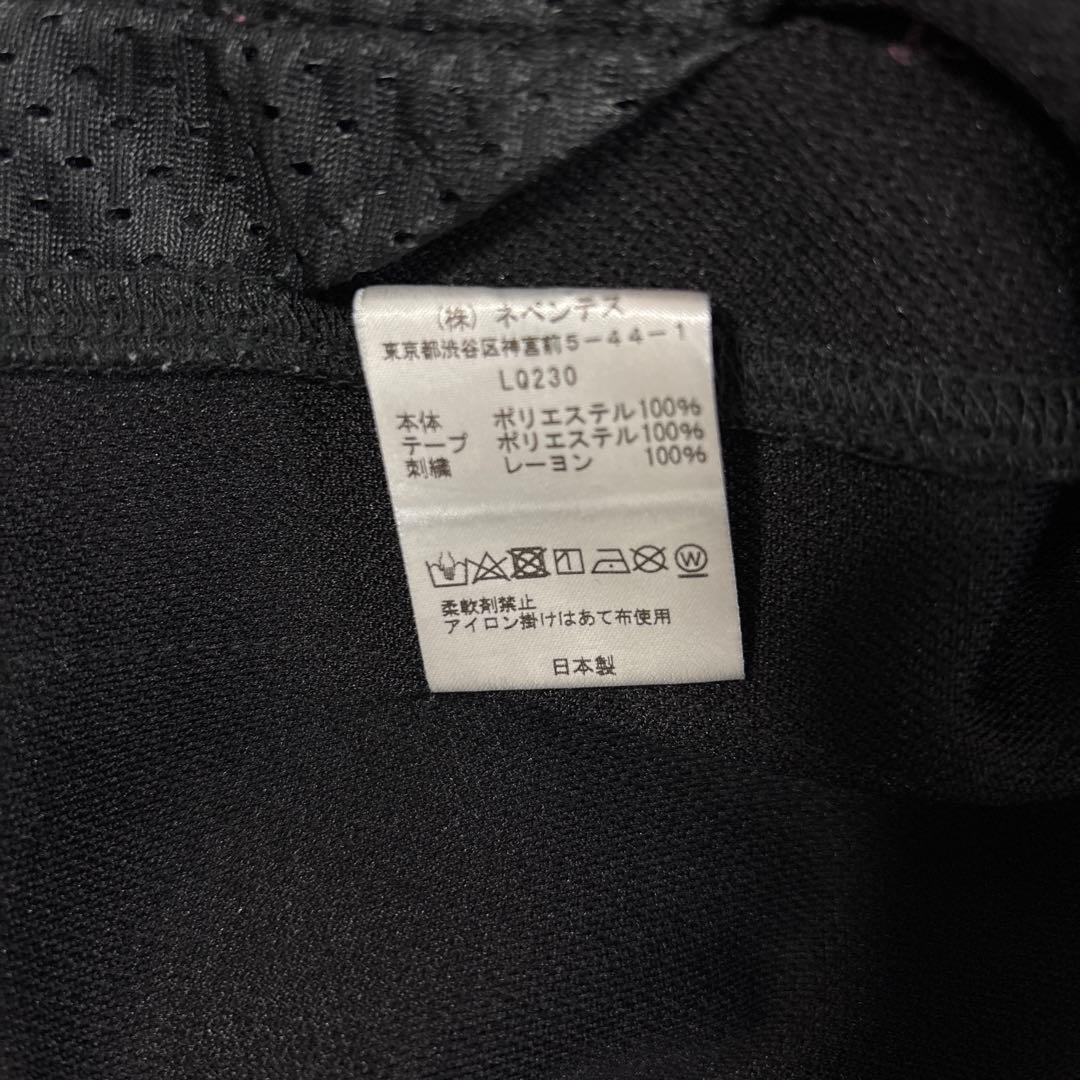 (株) ネペンテス
東京都渋谷区神宮前5-44-1
LQ230
本体 ポリエステル100%
テープ ポリエステル100%
刺繍 レーヨン 100%
W
柔軟剤禁止
アイロン掛けはあて布使用
日本製